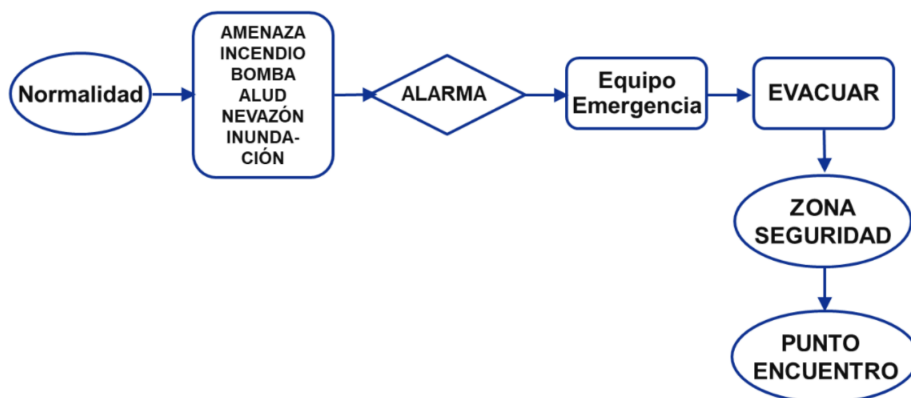 Normalidad
AMENAZA
INCENDIO
BOMBA
ALUD
NEVAZÓN
INUNDA-
CIÓN
ALARMA
Equipo
Emergencia
EVACUAR
ZONA
SEGURIDAD
PUNTO
ENCUENTRO